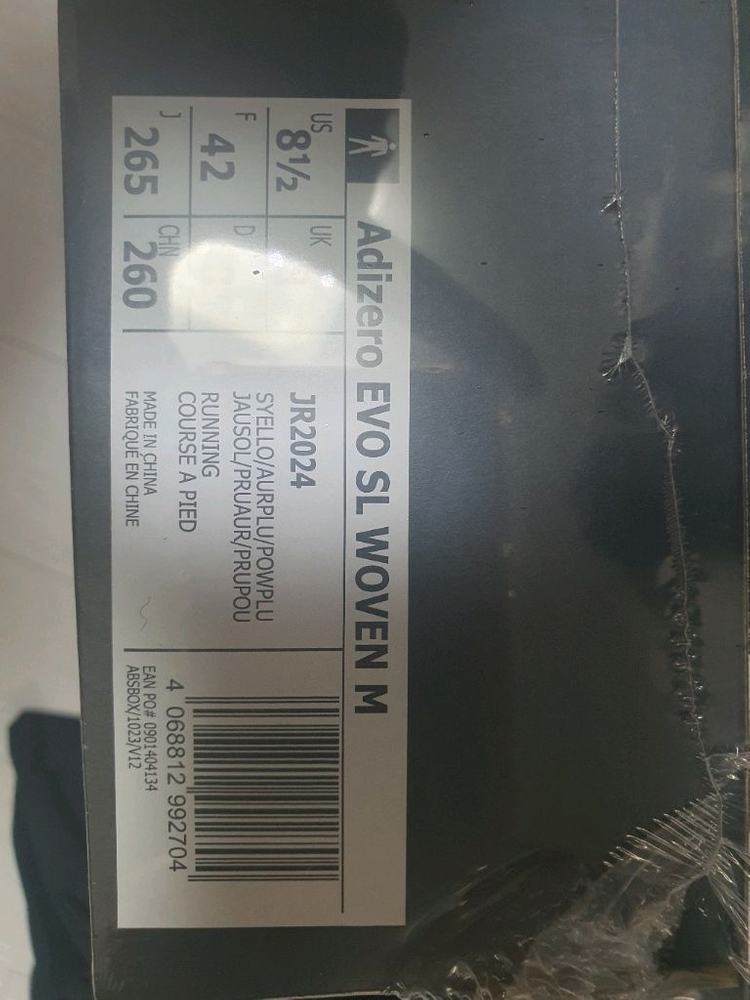 Adizero EVO SL WOVEN M
US 8½ UK
F 42 D
J 265 CHN 260
JR2024
SYELLO/AURPLU/POWPLU
JAUSOL/PRUAUR/PRUPOU
RUNNING
COURSE A PIED
MADE IN CHINA
FABRIQUÉ EN CHINE
4 068812 992704
EAN PO# 0901404134
ABSBOX/1023/V12